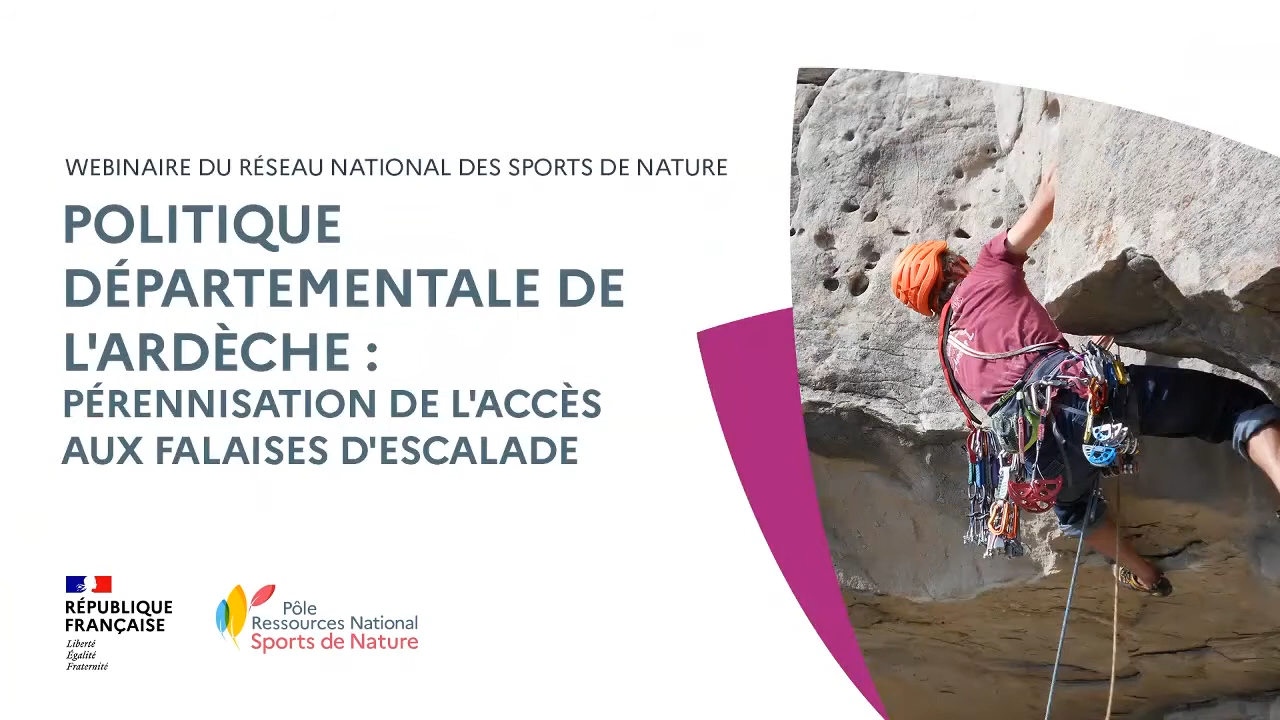 WEBINAIRE DU RÉSEAU NATIONAL DES SPORTS DE NATURE
POLITIQUE
DÉPARTEMENTALE DE
L'ARDÈCHE :
PÉRENNISATION DE L'ACCÈS
AUX FALAISES D'ESCALADE
RÉPUBLIQUE
FRANÇAISE
Liberté
Égalité
Fraternité
Pôle
Ressources National
Sports de Nature